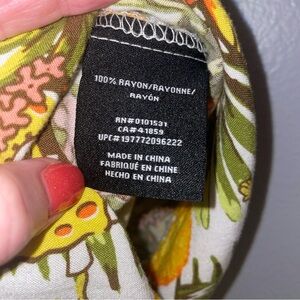 100% RAYON/RAYONNE/
RAYÓN
RN#0101531
CA#41859
UPC#197772096222
MADE IN CHINA
FABRIQUÉ EN CHINE
HECHO EN CHINA